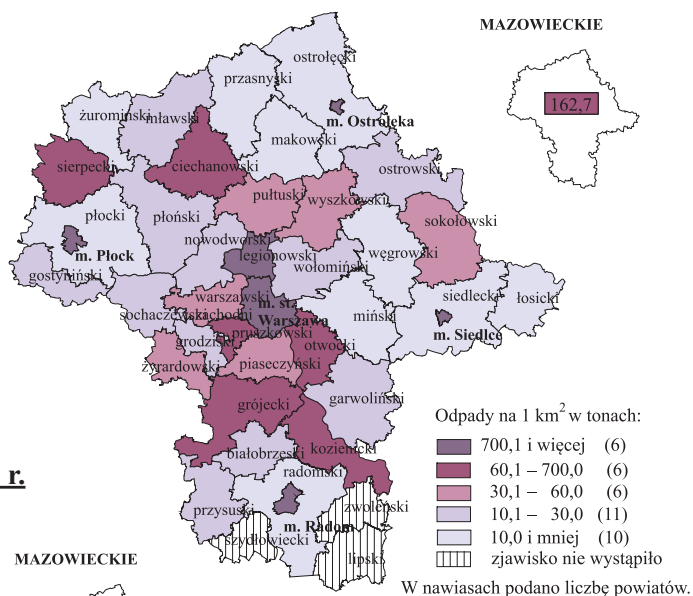 MAZOWIECKIE
162,7
ostrołęcki
przasnyski
żuromiński
mławski
m. Ostrołęka
makowski
sierpecki
ciechanowski
ostrowski
pułtuski
wyszkowski
płocki
płoński
sokołowski
nowodworski
legionowski
węgrowski
m. Płock
wołomiński
gostyniński
siedlecki
łosicki
warszawski
zachodni
m. st.
Warszawa
sochaczewski
miński
m. Siedlce
pruszkowski
grodziski
otwocki
żyrardowski
piaseczyński
garwoliński
grójecki
kozienicki
białobrzeski
radomski
r.
przysuski
zwoleński
m. Radom
szydłowiecki
lipski
Odpady na 1 km² w tonach:
700,1 i więcej (6)
60,1 – 700,0 (6)
30,1 – 60,0 (6)
10,1 – 30,0 (11)
10,0 i mniej (10)
zjawisko nie wystąpiło
W nawiasach podano liczbę powiatów.
MAZOWIECKIE